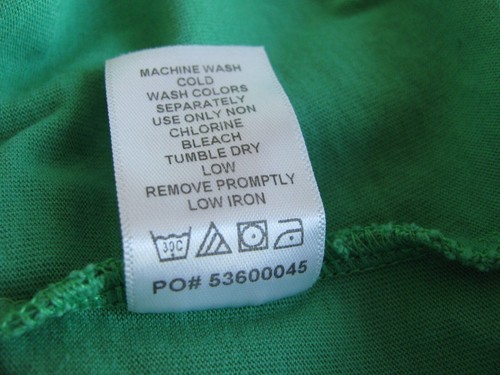 MACHINE WASH
COLD
WASH COLORS
SEPARATELY
USE ONLY NON
CHLORINE
BLEACH
TUMBLE DRY
LOW
REMOVE PROMPTLY
LOW IRON
30C
PO# 53600045